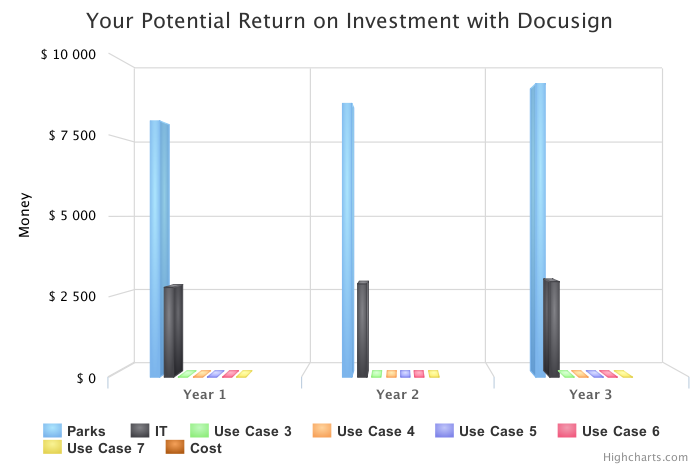 Your Potential Return on Investment with Docusign
$ 10 000
$ 7 500
$ 5 000
$ 2 500
$ 0
Money
Year 1
Year 2
Year 3
Parks IT Use Case 3 Use Case 4 Use Case 5 Use Case 6
Use Case 7 Cost
Highcharts.com